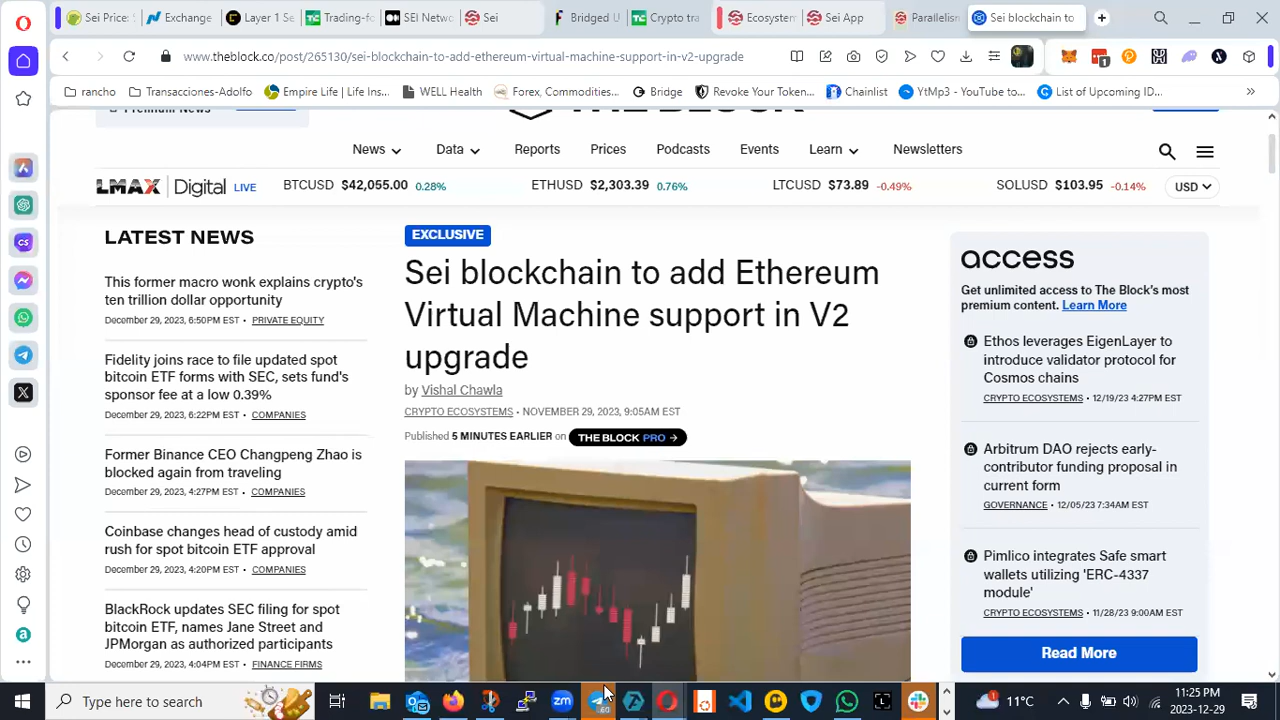 Sei Price
Exchange
Layer 1 S
Trading-
SEI Netw
Sei
Bridged U
Crypto tra
Ecosystem
Sei App
Parallelism
Sei blockchain to
www.theblock.co/post/265130/sei-blockchain-to-add-ethereum-virtual-machine-support-in-v2-upgrade
1
rancho
Transacciones-Adolfo
Empire Life | Life Ins...
WELL Health
Forex, Commodities...
Bridge
Revoke Your Token...
Chainlist
YtMp3 - YouTube to...
List of Upcoming ID...
»
Premium News
THE BLOCK
News
Data
Reports
Prices
Podcasts
Events
Learn
Newsletters
LMAX Digital LIVE
BTCUSD $42,055.00 0.28%
ETHUSD $2,303.39 0.76%
LTCUSD $73.89 -0.49%
SOLUSD $103.95 -0.14%
USD
LATEST NEWS
This former macro wonk explains crypto's
ten trillion dollar opportunity
December 29, 2023, 6:50PM EST • PRIVATE EQUITY
Fidelity joins race to file updated spot
bitcoin ETF forms with SEC, sets fund's
sponsor fee at a low 0.39%
December 29, 2023, 6:22PM EST • COMPANIES
Former Binance CEO Changpeng Zhao is
blocked again from traveling
December 29, 2023, 4:27PM EST • COMPANIES
Coinbase changes head of custody amid
rush for spot bitcoin ETF approval
December 29, 2023, 4:20PM EST • COMPANIES
BlackRock updates SEC filing for spot
bitcoin ETF, names Jane Street and
JPMorgan as authorized participants
December 29, 2023, 4:04PM EST • FINANCE FIRMS
EXCLUSIVE
Sei blockchain to add Ethereum
Virtual Machine support in V2
upgrade
by Vishal Chawla
CRYPTO ECOSYSTEMS • NOVEMBER 29, 2023, 9:05AM EST
Published 5 MINUTES EARLIER on THE BLOCK PRO →
access
Get unlimited access to The Block's most
premium content. Learn More
Ethos leverages EigenLayer to
introduce validator protocol for
Cosmos chains
CRYPTO ECOSYSTEMS • 12/19/23 4:27PM EST
Arbitrum DAO rejects early-
contributor funding proposal in
current form
GOVERNANCE • 12/05/23 7:34AM EST
Pimlico integrates Safe smart
wallets utilizing 'ERC-4337
module'
CRYPTO ECOSYSTEMS • 11/28/23 9:00AM EST
Read More
Type here to search
zm
60
11°C
11:25 PM
2023-12-29